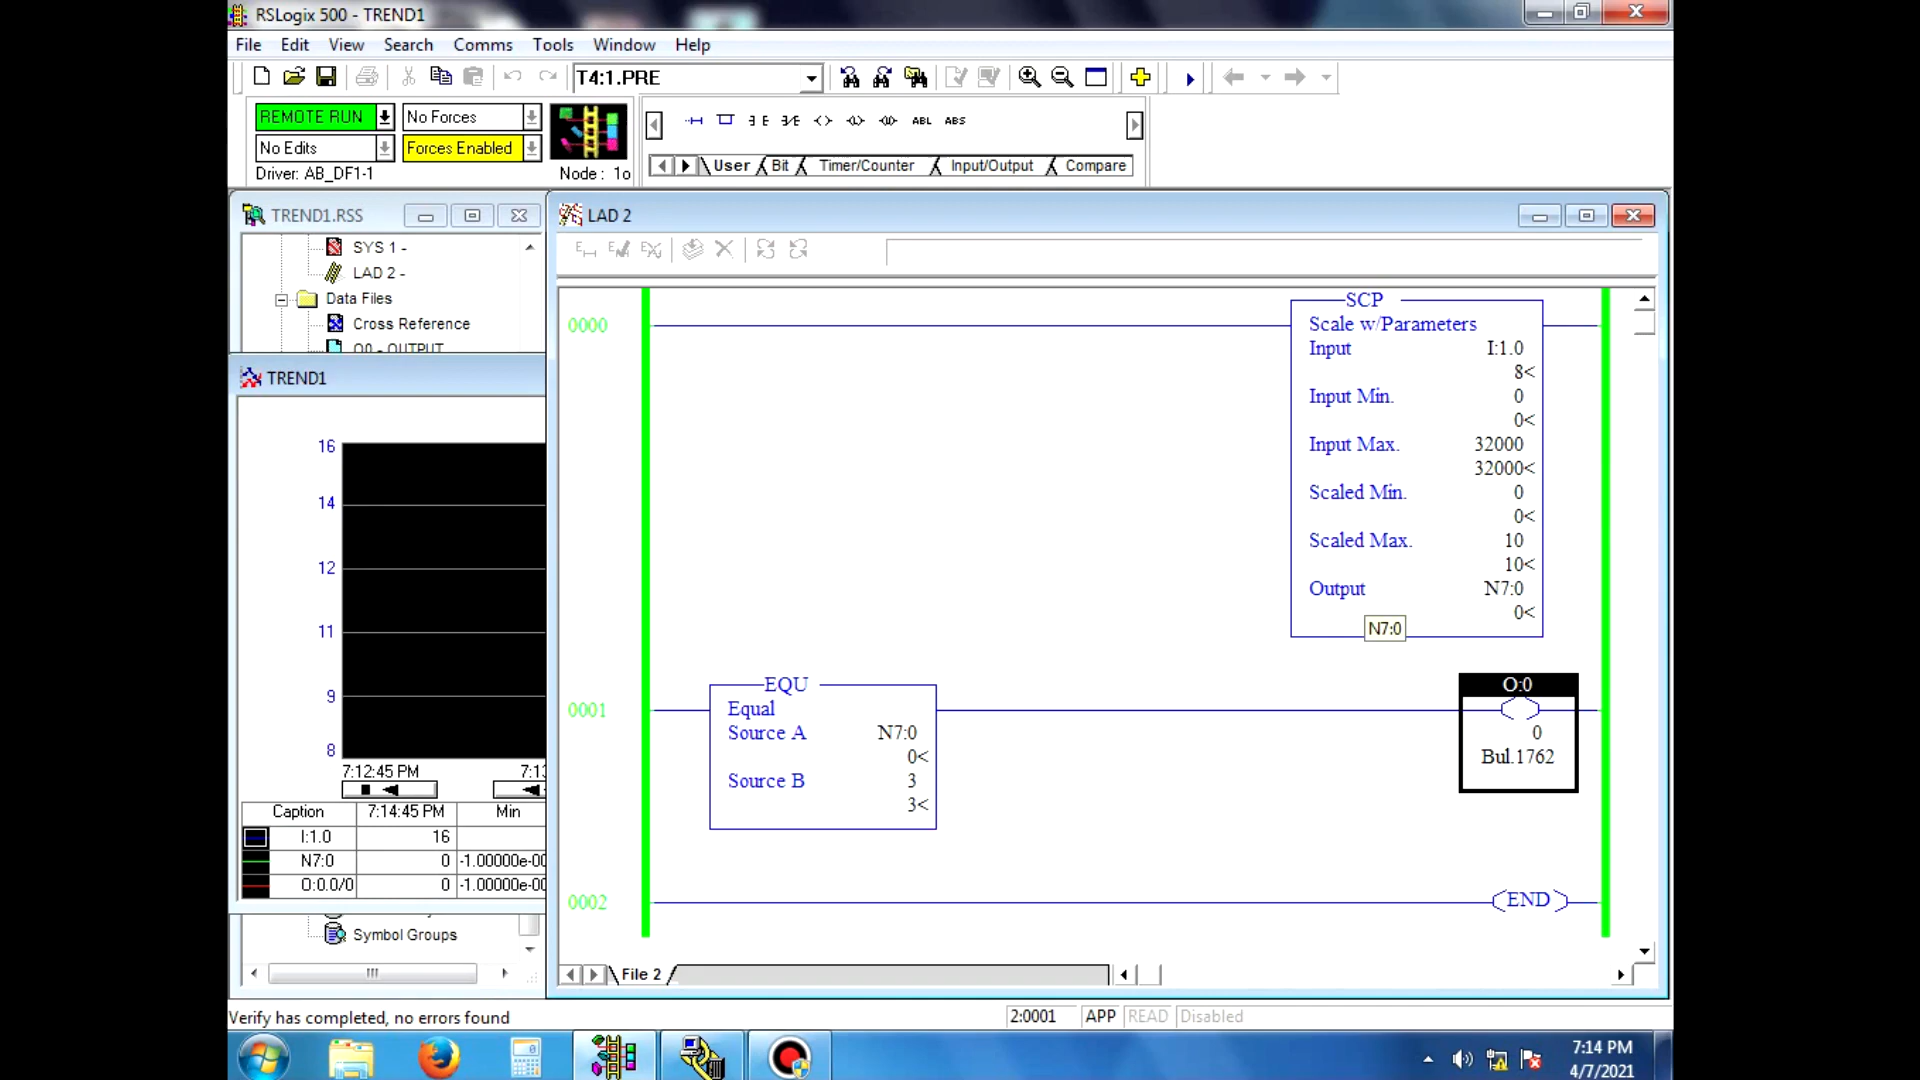 RSLogix 500 - TREND1
File Edit View Search Comms Tools Window Help
T4:1.PRE
REMOTE RUN No Forces
No Edits Forces Enabled
Driver: AB_DF1-1 Node : 1o
ABL ABS
User Bit Timer/Counter Input/Output Compare
TREND1.RSS
SYS 1 -
LAD 2 -
Data Files
Cross Reference
O0 - OUTPUT
TREND1
16
14
12
11
9
8
7:12:45 PM 7:1
Caption 7:14:45 PM Min
I:1.0 16
N7:0 0 -1.00000e-00
O:0.0/0 0 -1.00000e-00
Symbol Groups
LAD 2
0000
SCP
Scale w/Parameters
Input I:1.0
8<
Input Min. 0
0<
Input Max. 32000
32000<
Scaled Min. 0
0<
Scaled Max. 10
10<
Output N7:0
0<
N7:0
0001
EQU
Equal
Source A N7:0
0<
Source B 3
3<
O:0
0
Bul.1762
0002
END
File 2
Verify has completed, no errors found
2:0001 APP READ Disabled
7:14 PM
4/7/2021